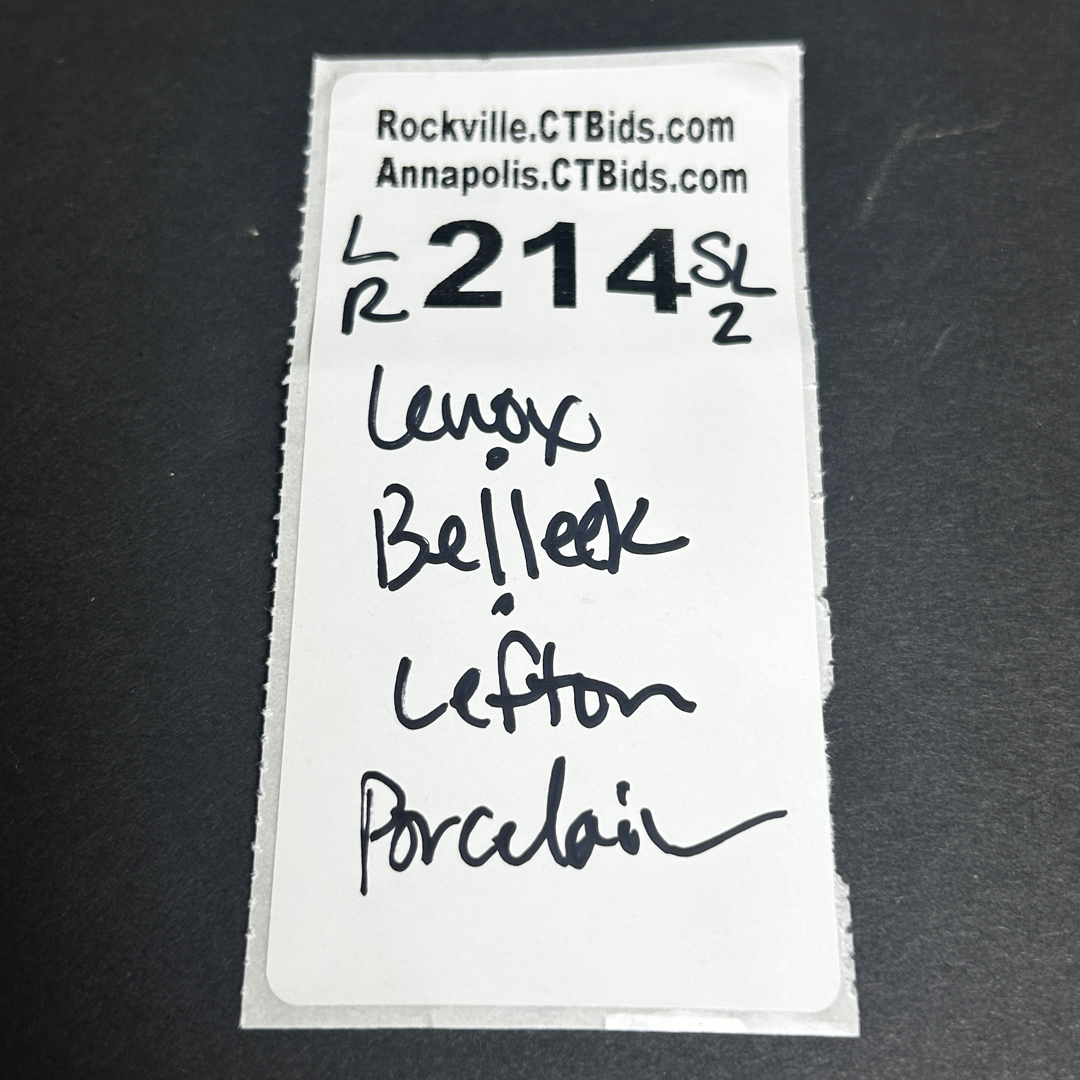 Rockville.CTBids.com
Annapolis.CTBids.com
L R 214 SL 2
Lenox
•
Belleek
•
Lefton
Porcelain